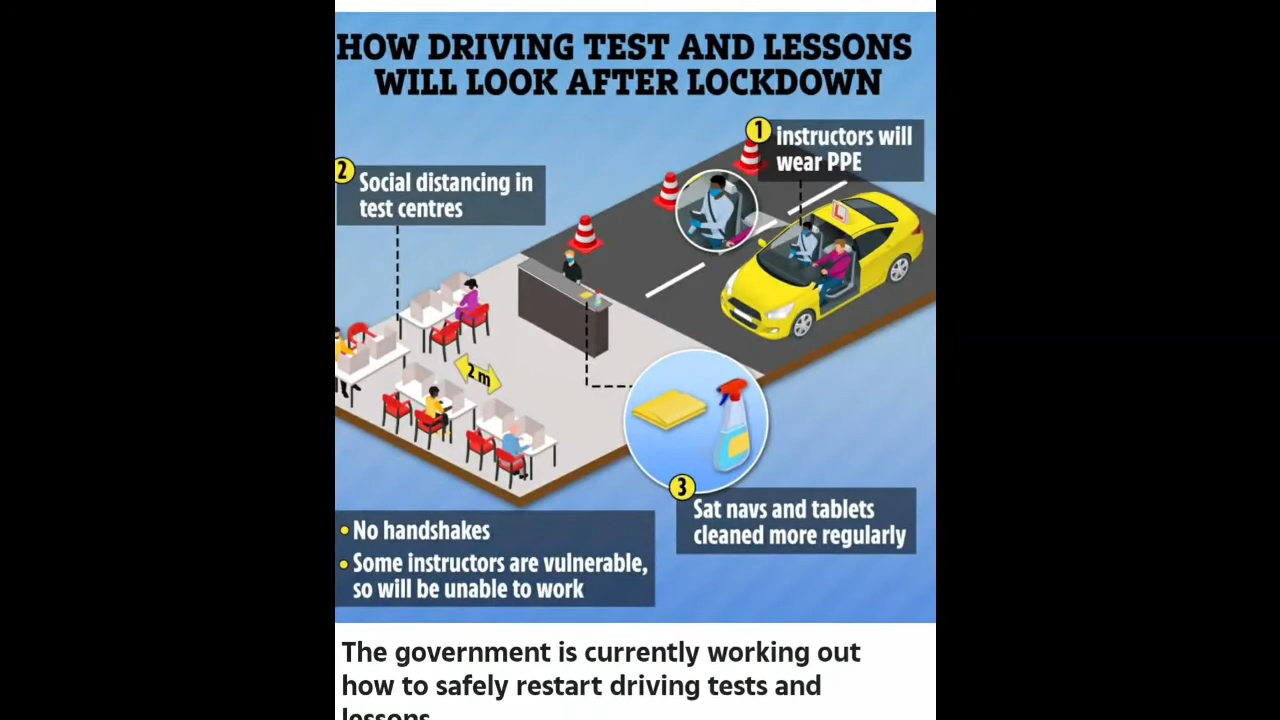 HOW DRIVING TEST AND LESSONS
WILL LOOK AFTER LOCKDOWN
1
instructors will
wear PPE
2
Social distancing in
test centres
L
2 m
3
Sat navs and tablets
cleaned more regularly
• No handshakes
• Some instructors are vulnerable,
so will be unable to work
The government is currently working out
how to safely restart driving tests and
lessons